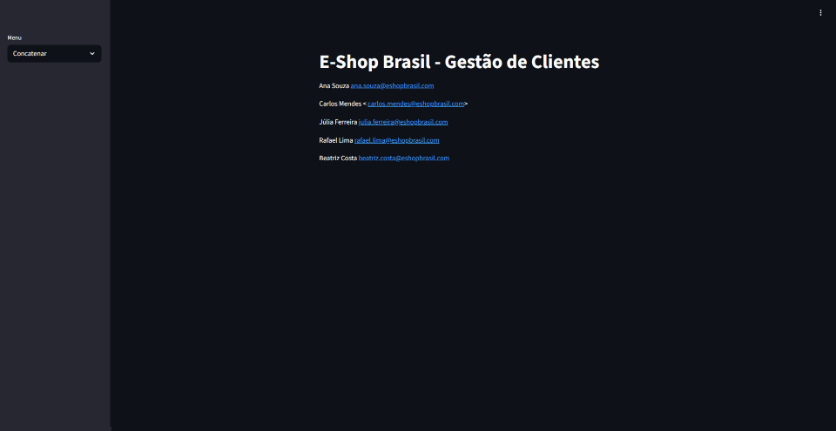 Menu
Concatenar
E-Shop Brasil - Gestão de Clientes
Ana Souza ana.souza@eshopbrasil.com
Carlos Mendes < carlos.mendes@eshopbrasil.com>
Júlia Ferreira julia.ferreira@eshopbrasil.com
Rafael Lima rafael.lima@eshopbrasil.com
Beatriz Costa beatriz.costa@eshopbrasil.com